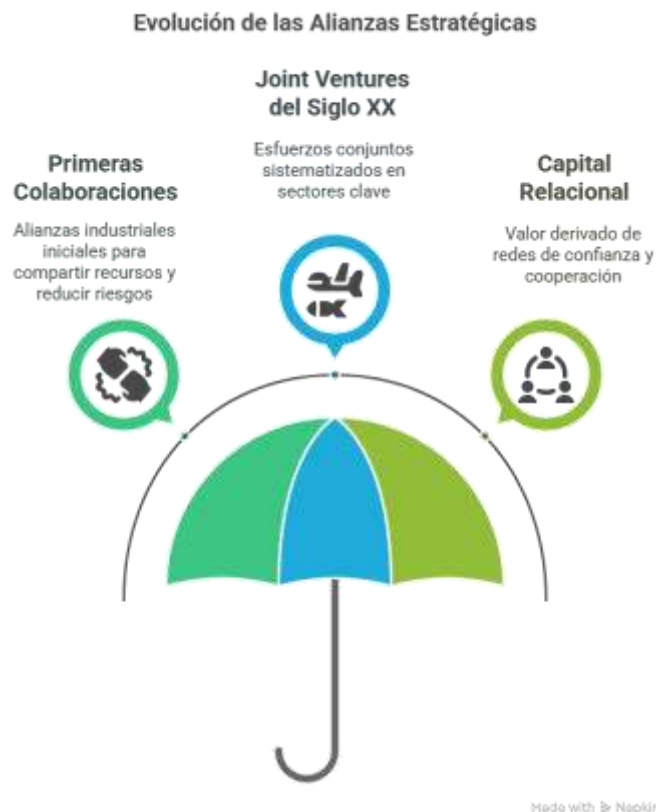 Evolución de las Alianzas Estratégicas
Joint Ventures
del Siglo XX
Esfuerzos conjuntos
sistematizados en
sectores clave
Primeras
Colaboraciones
Alianzas industriales
iniciales para
compartir recursos y
reducir riesgos
Capital
Relacional
Valor derivado de
redes de confianza y
cooperación
Made with Napkin